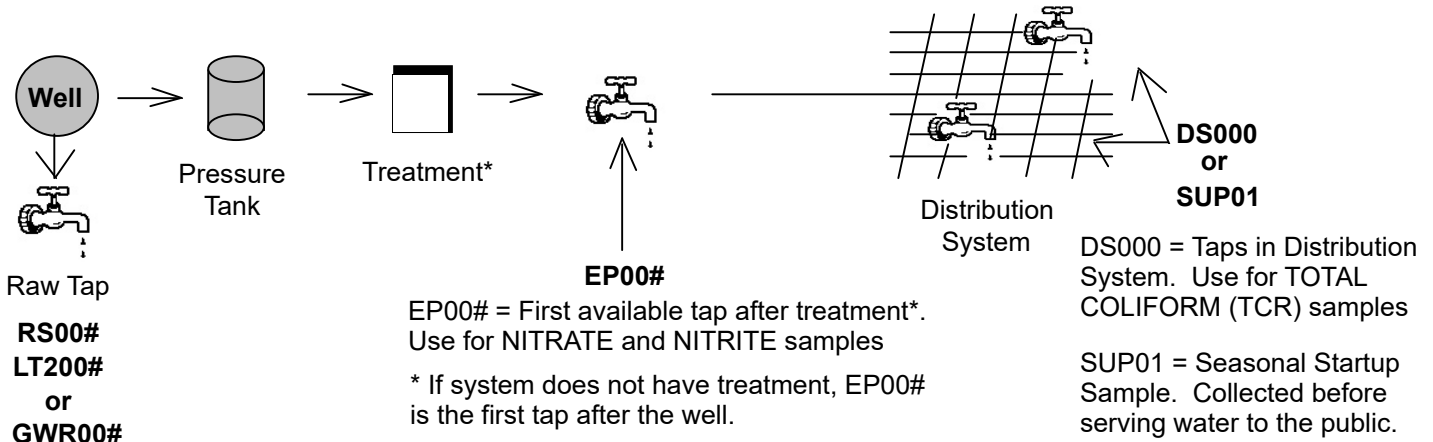 Well
Pressure
Tank
Treatment*
Raw Tap
RS00#
LT200#
or
GWR00#
EP00#
EP00# = First available tap after treatment*.
Use for NITRATE and NITRITE samples
* If system does not have treatment, EP00#
is the first tap after the well.
Distribution
System
DS000
or
SUP01
DS000 = Taps in Distribution
System. Use for TOTAL
COLIFORM (TCR) samples
SUP01 = Seasonal Startup
Sample. Collected before
serving water to the public.